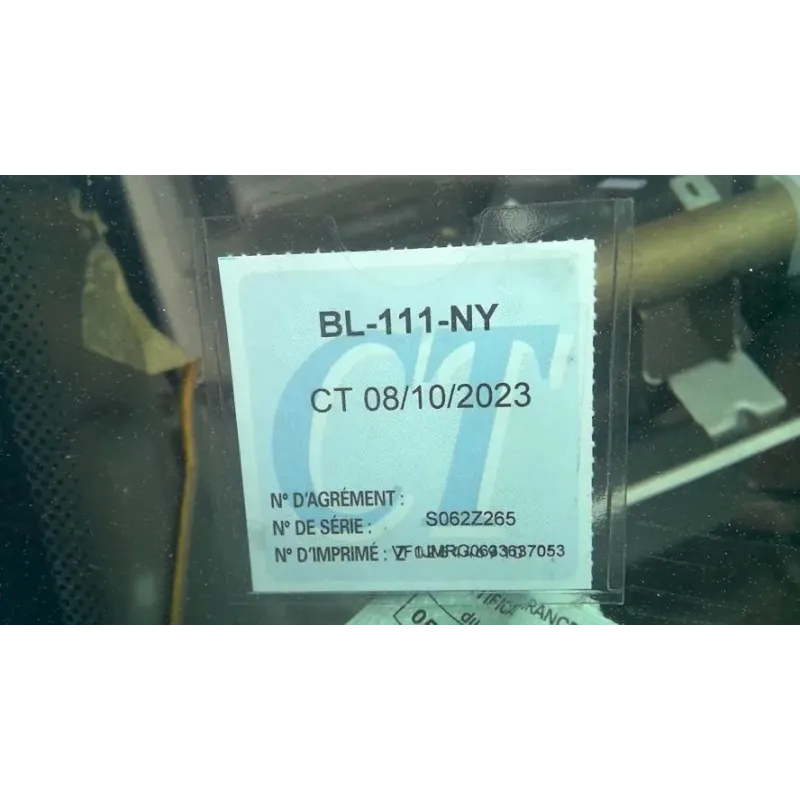 BL-111-NY
CT 08/10/2023
CT
N° D'AGRÉMENT :
N° DE SÉRIE : S062Z265
N° D'IMPRIMÉ :